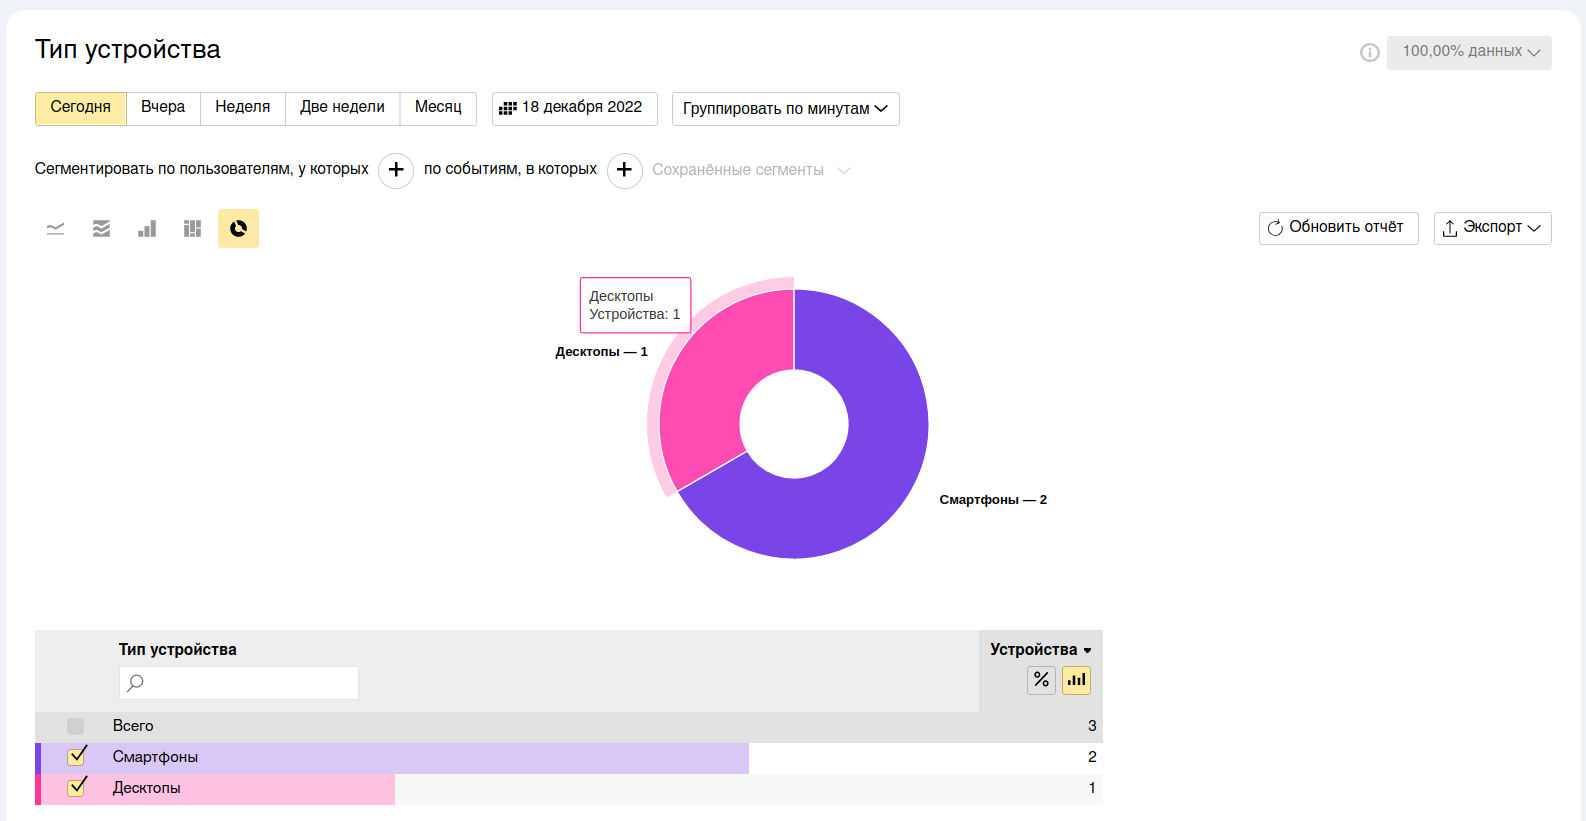 Тип устройства
100,00% данных
Сегодня Вчера Неделя Две недели Месяц 18 декабря 2022 Группировать по минутам
Сегментировать по пользователям, у которых + по событиям, в которых + Сохранённые сегменты
Обновить отчёт Экспорт
Десктопы
Устройства: 1
Десктопы — 1
Смартфоны — 2
Тип устройства Устройства
%
Всего 3
Смартфоны 2
Десктопы 1